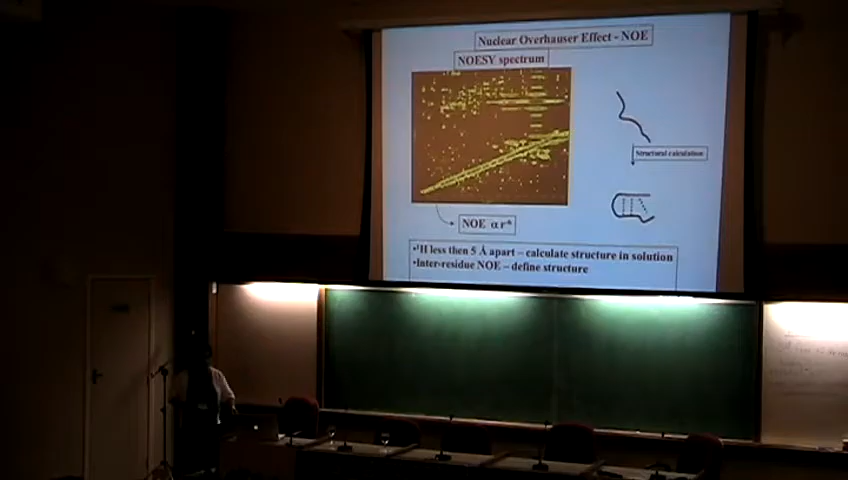 Nuclear Overhauser Effect - NOE
NOESY spectrum
Structural calculation
NOE α r⁻⁶
•¹H less then 5 Å apart – calculate structure in solution
•Inter-residue NOE – define structure